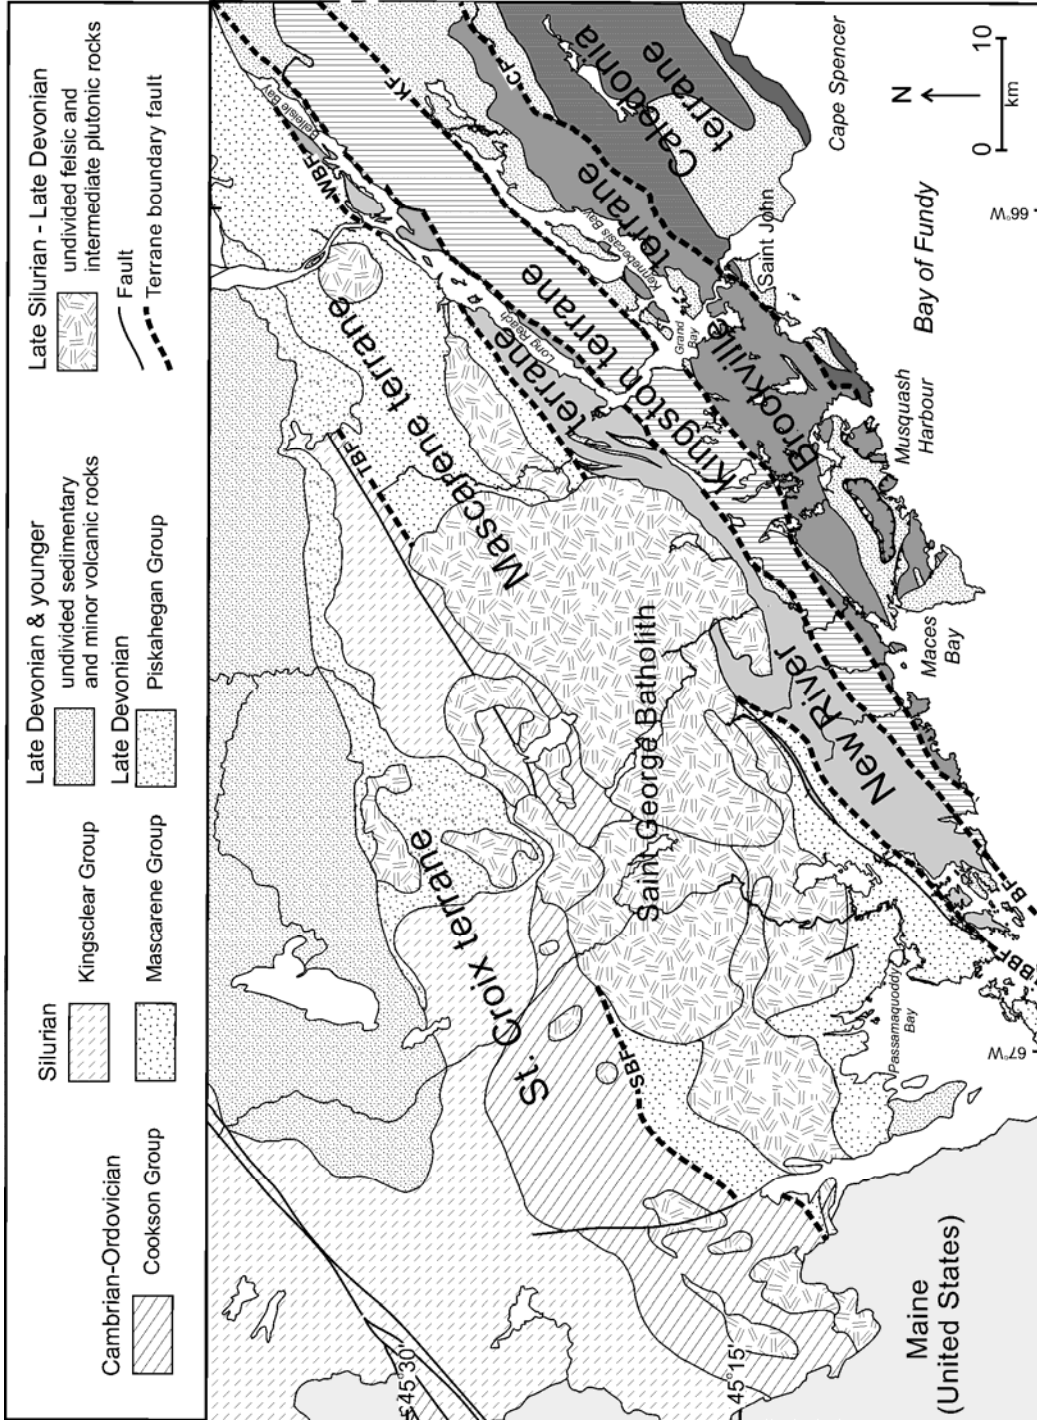 Cambrian-Ordovician
Cookson Group
Silurian
Kingsclear Group
Mascarene Group
Late Devonian & younger
undivided sedimentary
and minor volcanic rocks
Late Devonian
Piskahegan Group
Late Silurian - Late Devonian
undivided felsic and
intermediate plutonic rocks
Fault
Terrane boundary fault
45°30'
45°15'
67°W
66°W
Maine
(United States)
St. Croix terrane
SBF
Passamaquoddy
Bay
BBF
BF
Saint George Batholith
New River
terrane
Mascarene terrane
TBF
WBF
Belleisle Bay
Long Reach
Kingston terrane
KF
Kennebecasis Bay
Grand
Bay
Brookville
terrane
CF
Caledonia
terrane
Saint John
Maces
Bay
Musquash
Harbour
Bay of Fundy
Cape Spencer
N
0
10
km